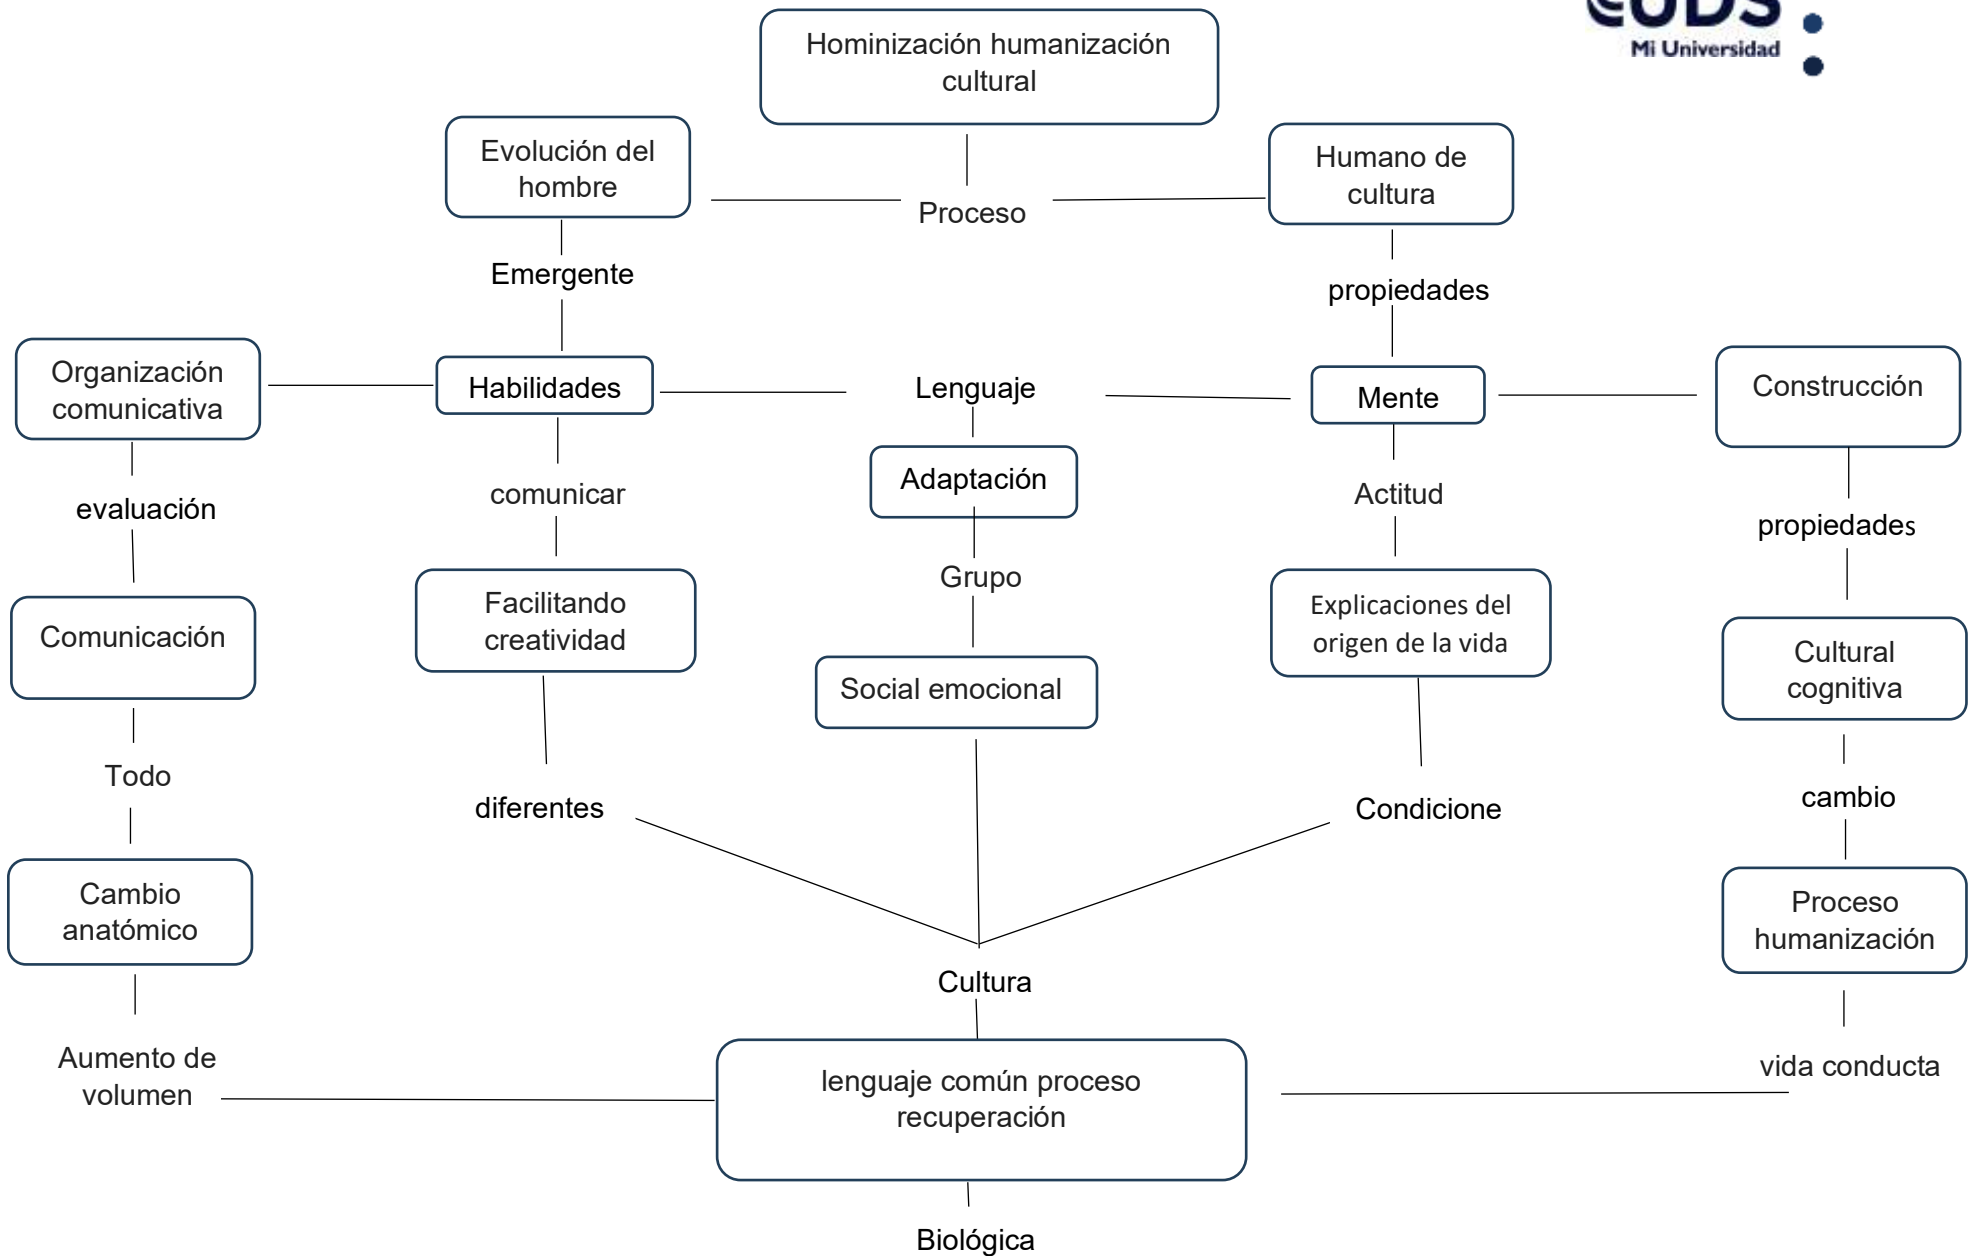 UDS
Mi Universidad
Hominización humanización
cultural
Evolución del
hombre
Humano de
cultura
Proceso
Emergente
propiedades
Organización
comunicativa
Habilidades
Lenguaje
Mente
Construcción
Adaptación
evaluación
comunicar
Actitud
propiedades
Grupo
Comunicación
Facilitando
creatividad
Explicaciones del
origen de la vida
Cultural
cognitiva
Social emocional
Todo
diferentes
Condicione
cambio
Cambio
anatómico
Proceso
humanización
Cultura
Aumento de
volumen
lenguaje común proceso
recuperación
vida conducta
Biológica